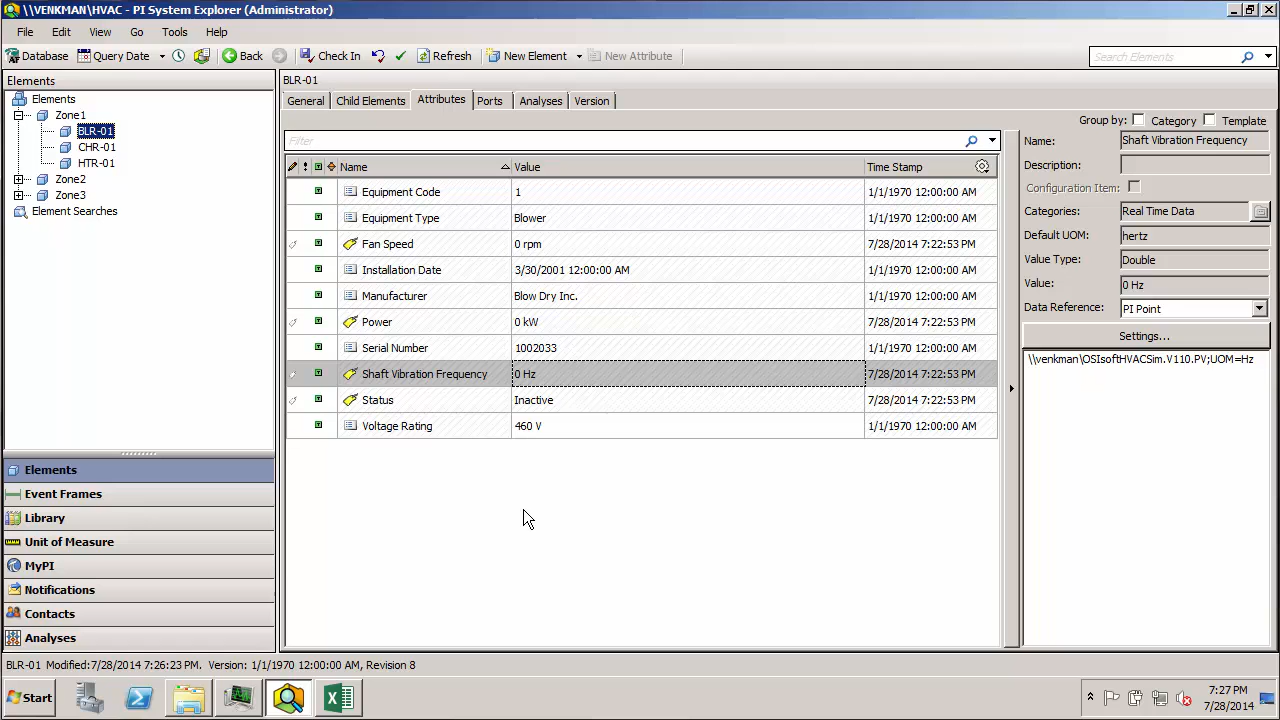 \\VENKMAN\HVAC - PI System Explorer (Administrator)
File Edit View Go Tools Help
Database Query Date Back Check In Refresh New Element New Attribute Search Elements
Elements
Elements
Zone1
BLR-01
CHR-01
HTR-01
Zone2
Zone3
Element Searches
Elements
Event Frames
Library
Unit of Measure
MyPI
Notifications
Contacts
Analyses
BLR-01
General Child Elements Attributes Ports Analyses Version
Group by: Category Template
Filter
Name Value Time Stamp
Equipment Code 1 1/1/1970 12:00:00 AM
Equipment Type Blower 1/1/1970 12:00:00 AM
Fan Speed 0 rpm 7/28/2014 7:22:53 PM
Installation Date 3/30/2001 12:00:00 AM 1/1/1970 12:00:00 AM
Manufacturer Blow Dry Inc. 1/1/1970 12:00:00 AM
Power 0 kW 7/28/2014 7:22:53 PM
Serial Number 1002033 1/1/1970 12:00:00 AM
Shaft Vibration Frequency 0 Hz 7/28/2014 7:22:53 PM
Status Inactive 7/28/2014 7:22:53 PM
Voltage Rating 460 V 1/1/1970 12:00:00 AM
Name: Shaft Vibration Frequency
Description:
Configuration Item:
Categories: Real Time Data
Default UOM: hertz
Value Type: Double
Value: 0 Hz
Data Reference: PI Point
Settings...
\\venkman\OSIsoftHVACSim.V110.PV;UOM=Hz
BLR-01 Modified:7/28/2014 7:26:23 PM. Version: 1/1/1970 12:00:00 AM, Revision 8
Start
7:27 PM
7/28/2014